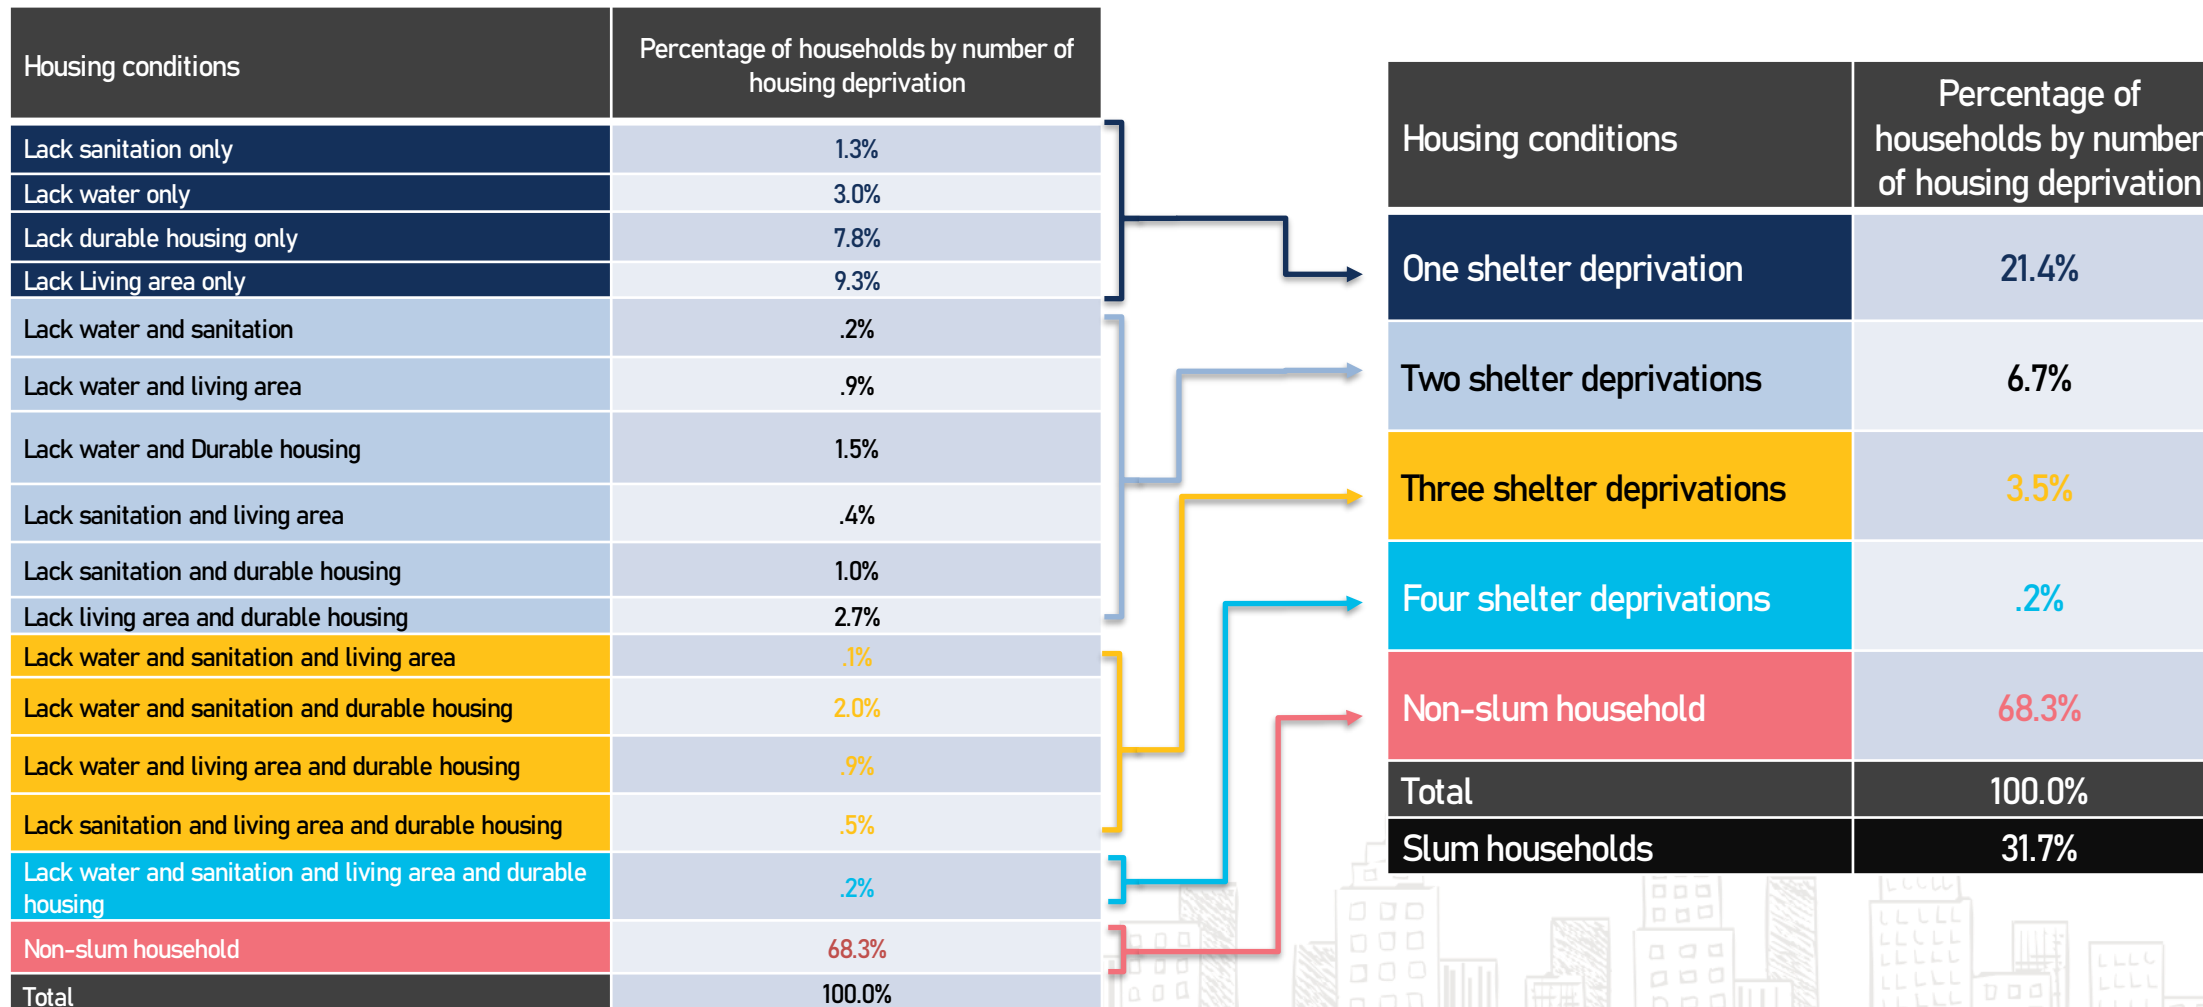 Housing conditions
Percentage of households by number of
housing deprivation
Lack sanitation only
1.3%
Lack water only
3.0%
Lack durable housing only
7.8%
Lack Living area only
9.3%
Lack water and sanitation
.2%
Lack water and living area
.9%
Lack water and Durable housing
1.5%
Lack sanitation and living area
.4%
Lack sanitation and durable housing
1.0%
Lack living area and durable housing
2.7%
Lack water and sanitation and living area
.1%
Lack water and sanitation and durable housing
2.0%
Lack water and living area and durable housing
.9%
Lack sanitation and living area and durable housing
.5%
Lack water and sanitation and living area and durable
housing
.2%
Non-slum household
68.3%
Total
100.0%
Housing conditions
Percentage of
households by number
of housing deprivation
One shelter deprivation
21.4%
Two shelter deprivations
6.7%
Three shelter deprivations
3.5%
Four shelter deprivations
.2%
Non-slum household
68.3%
Total
100.0%
Slum households
31.7%